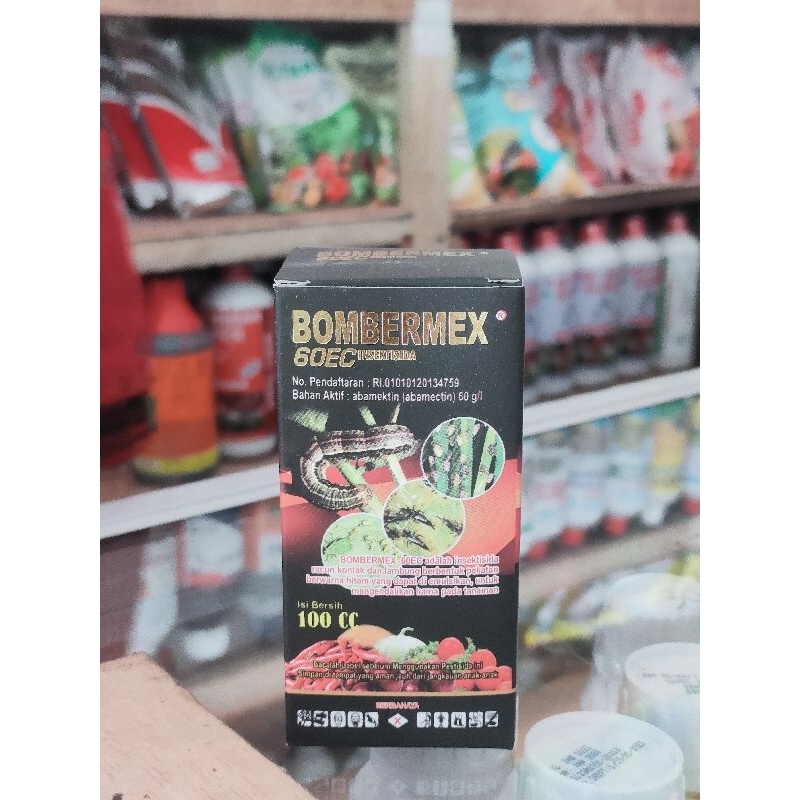 BOMBERMEX
BOMBERMEX ®
60EC INSEKTISIDA
No. Pendaftaran : RI.01010120134759
Bahan Aktif : abamektin (abamectin) 60 g/l
BOMBERMEX 60EC adalah insektisida
racun kontak dan lambung berbentuk pekatan
berwarna hitam yang dapat di emulsikan, untuk
mengendalikan hama pada tanaman
Isi Bersih
100 CC
Bacalah Label sebelum Menggunakan Pestisida ini
Simpan di tempat yang aman jauh dari jangkauan anak-anak
BERBAHAYA